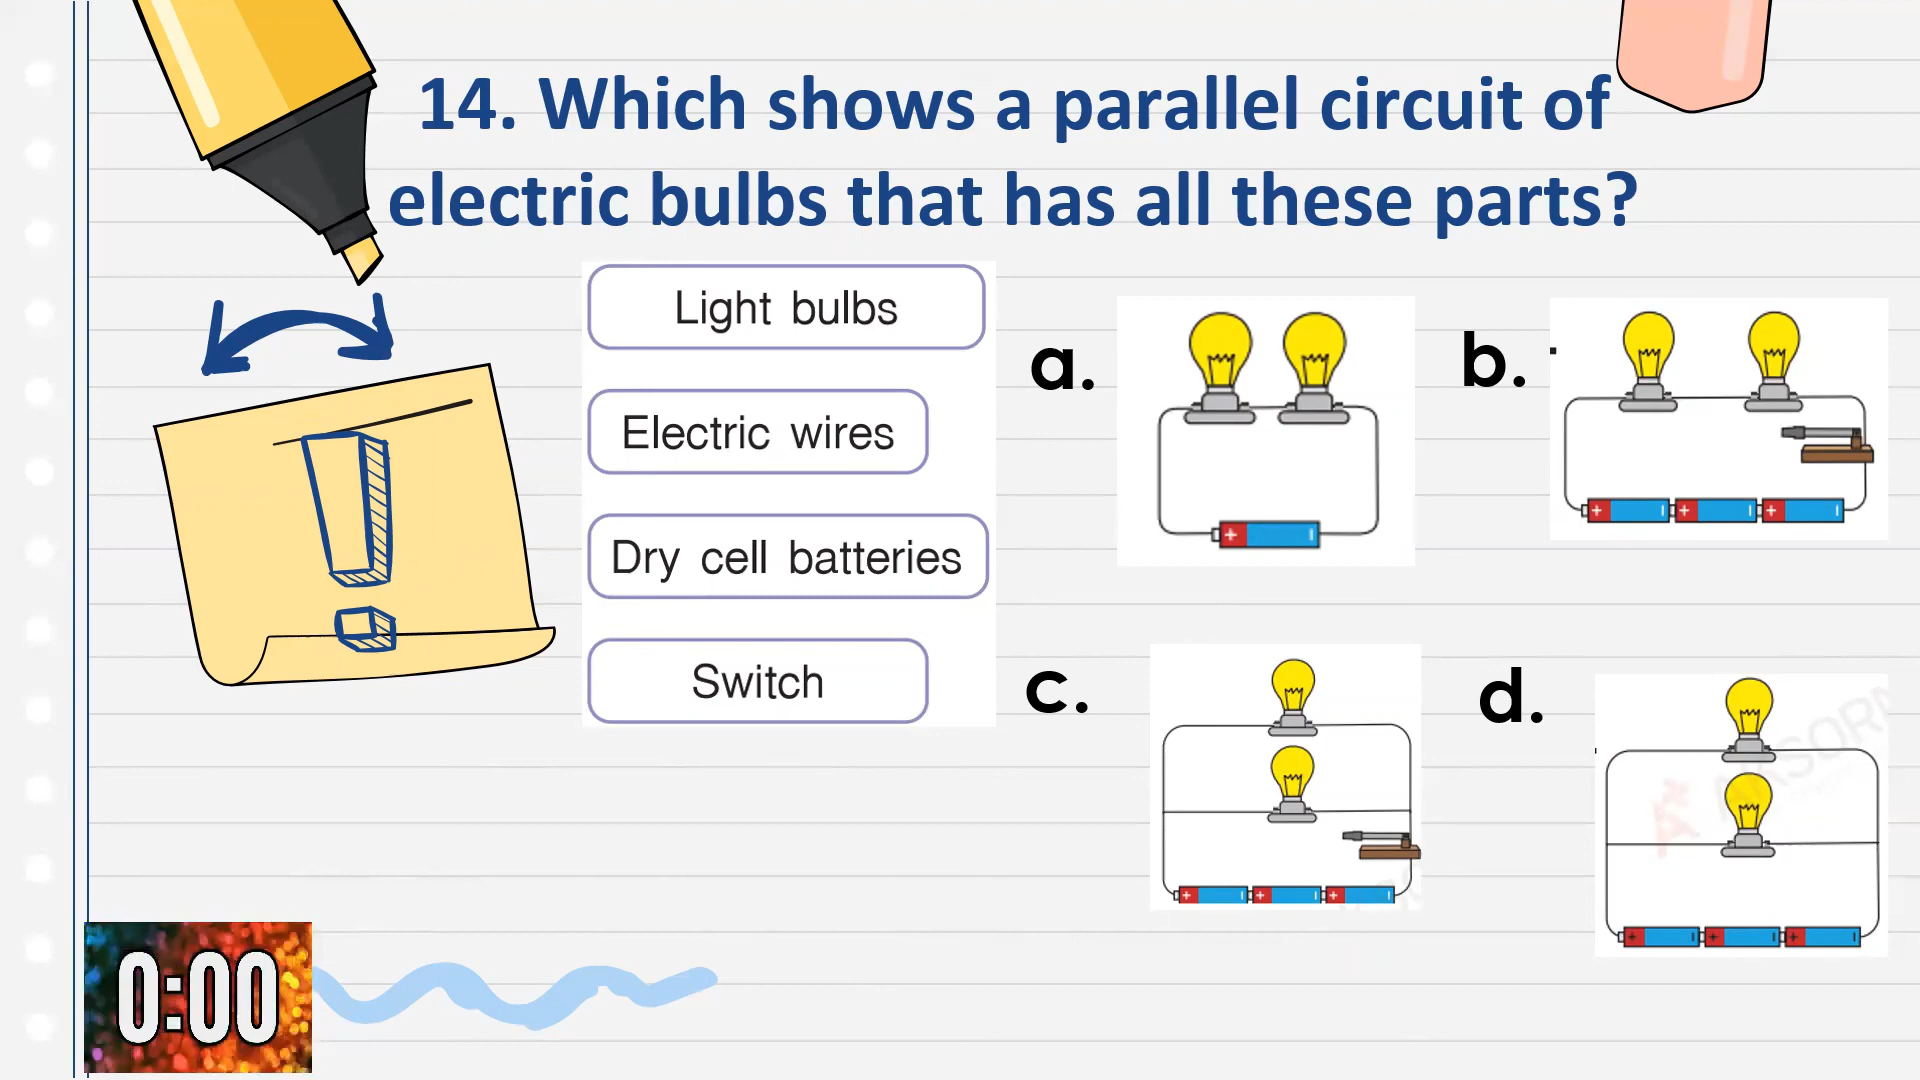 14. Which shows a parallel circuit of
electric bulbs that has all these parts?
Light bulbs
Electric wires
Dry cell batteries
Switch
a.
b.
c.
d.
0:00